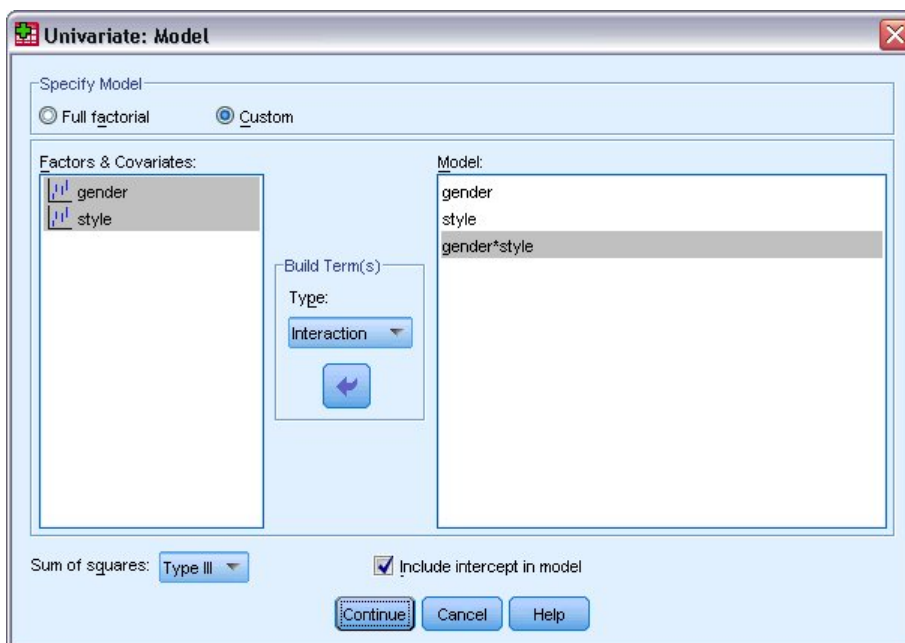 Univariate: Model
Specify Model
Full factorial
Custom
Factors & Covariates:
gender
style
Build Term(s)
Type:
Interaction
Model:
gender
style
gender*style
Sum of squares: Type III
Include intercept in model
Continue Cancel Help